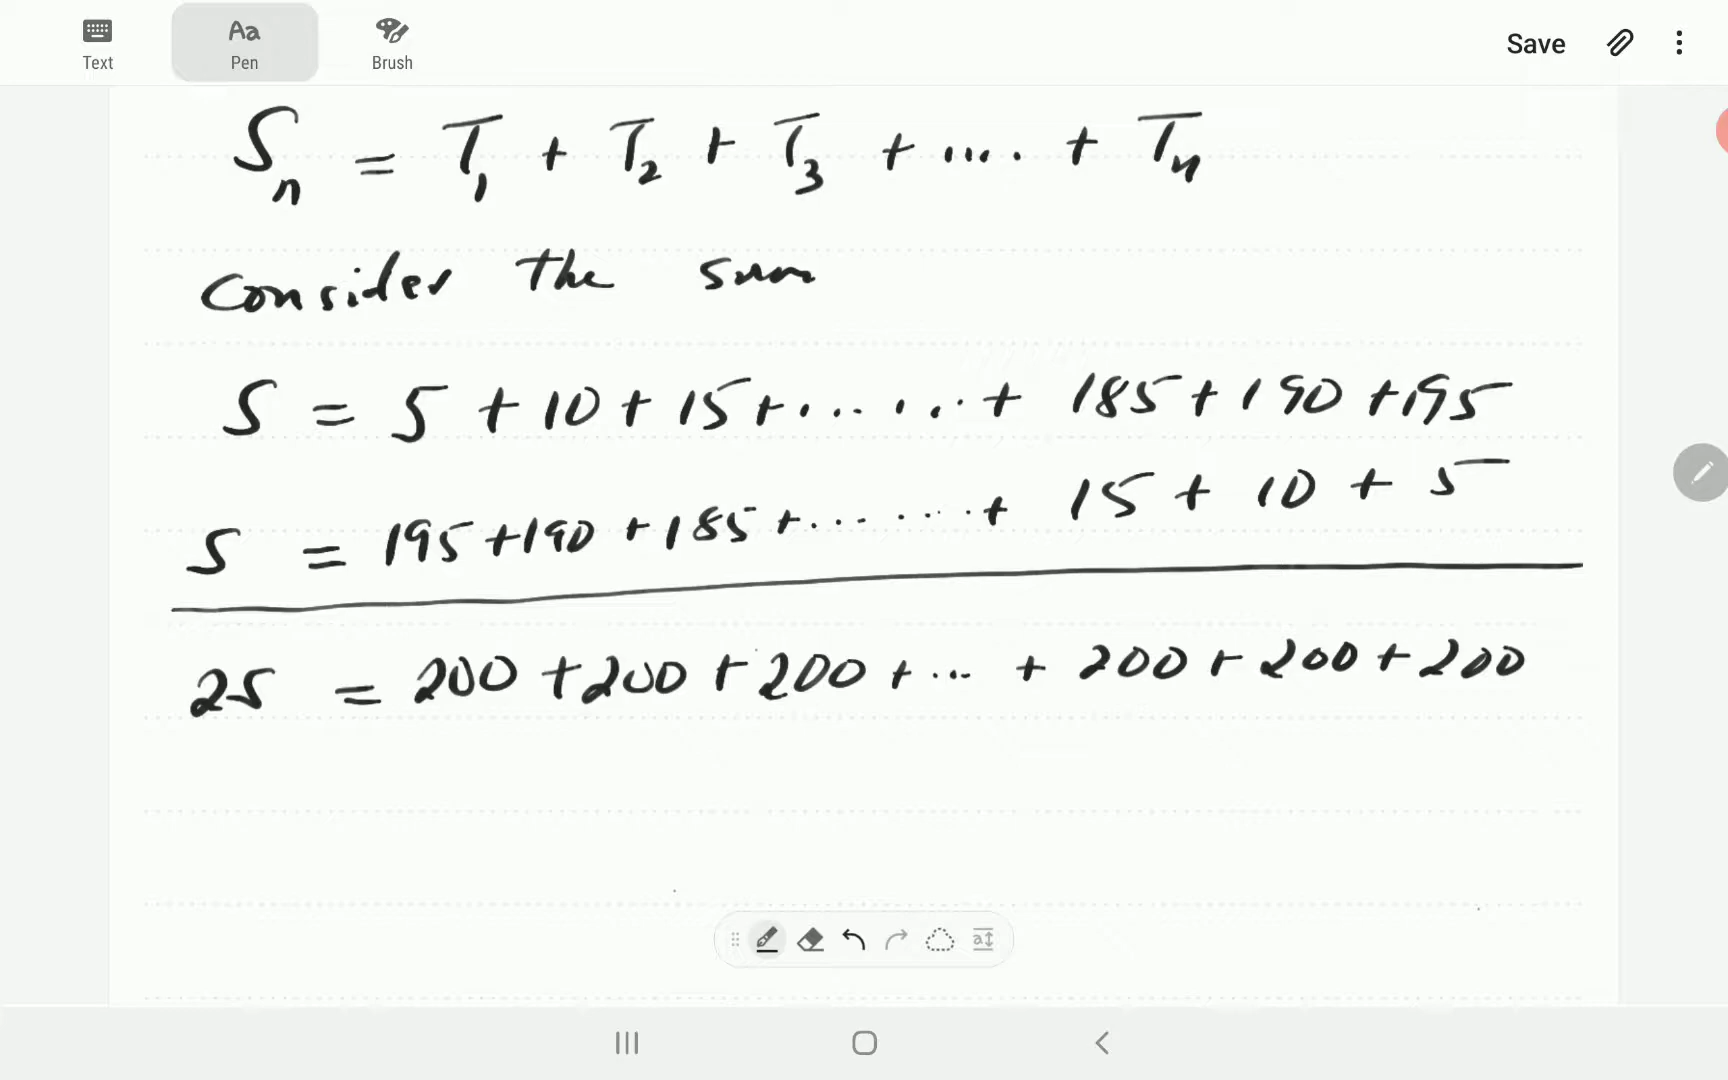 Text Pen Brush Save
Sn = T1 + T2 + T3 + .... + Tn
Consider the sum
S = 5 + 10 + 15 + ...... + 185 + 190 + 195
S = 195 + 190 + 185 + ....... + 15 + 10 + 5
2S = 200 + 200 + 200 + ... + 200 + 200 + 200